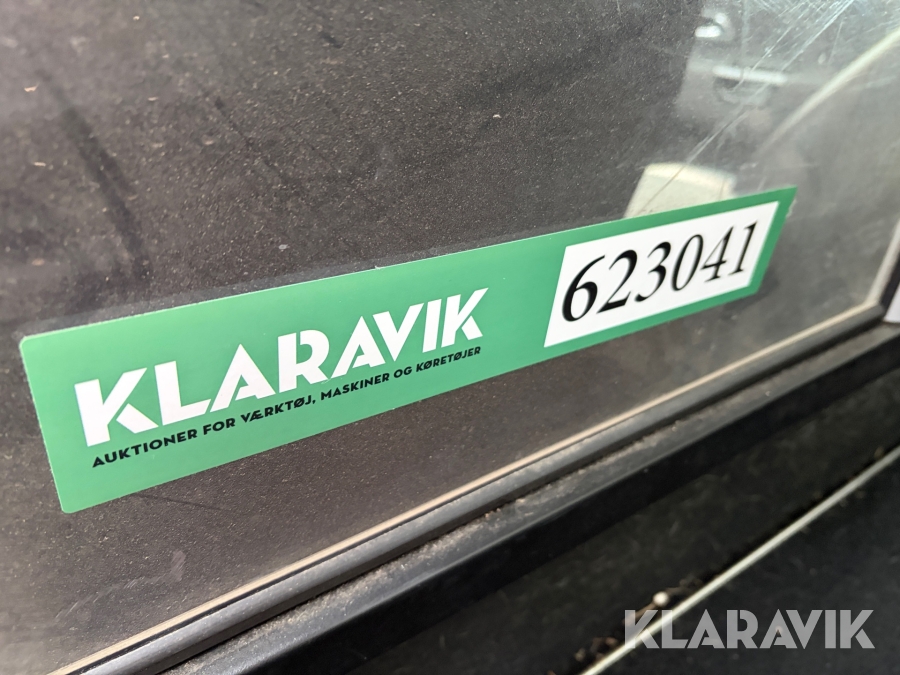 KLARAVIK
AUKTIONER FOR VÆRKTØJ, MASKINER OG KØRETØJER
623041
KLARAVIK